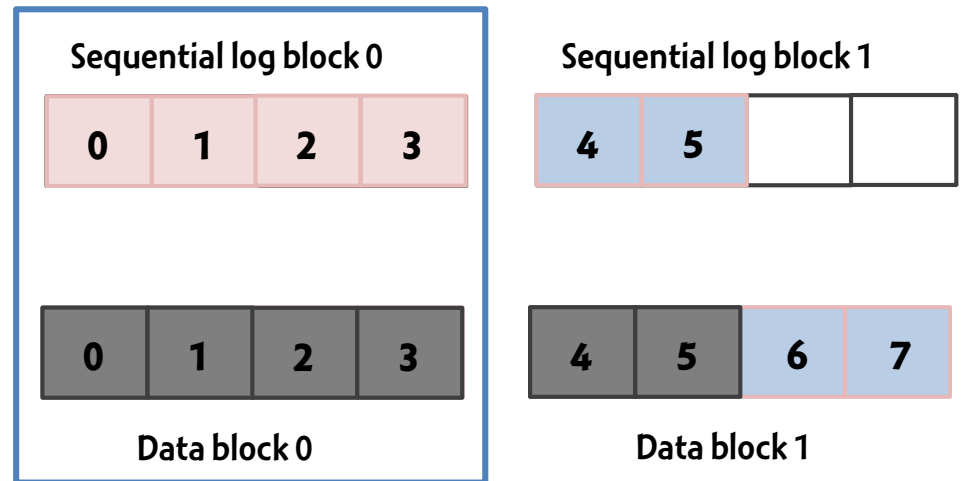 Sequential log block 0
0 1 2 3
0 1 2 3
Data block 0
Sequential log block 1
4 5
4 5 6 7
Data block 1